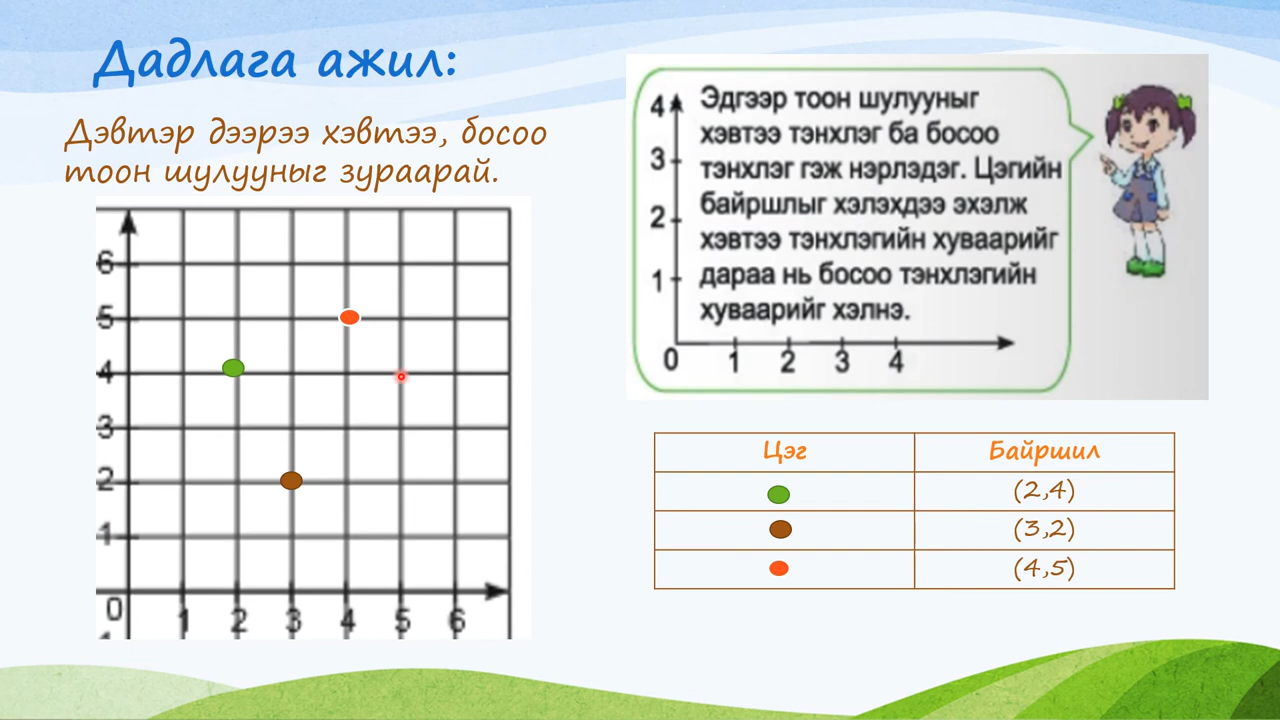 Дадлага ажил:
Дэвтэр дээрээ хэвтээ, босоо
тоон шулууныг зураарай.
6
5
4
3
2
1
0 1 2 3 4 5 6
Эдгээр тоон шулууныг
хэвтээ тэнхлэг ба босоо
тэнхлэг гэж нэрлэдэг. Цэгийн
байршлыг хэлэхдээ эхэлж
хэвтээ тэнхлэгийн хуваарийг
дараа нь босоо тэнхлэгийн
хуваарийг хэлнэ.
4
3
2
1
0 1 2 3 4
Цэг Байршил
(2,4)
(3,2)
(4,5)